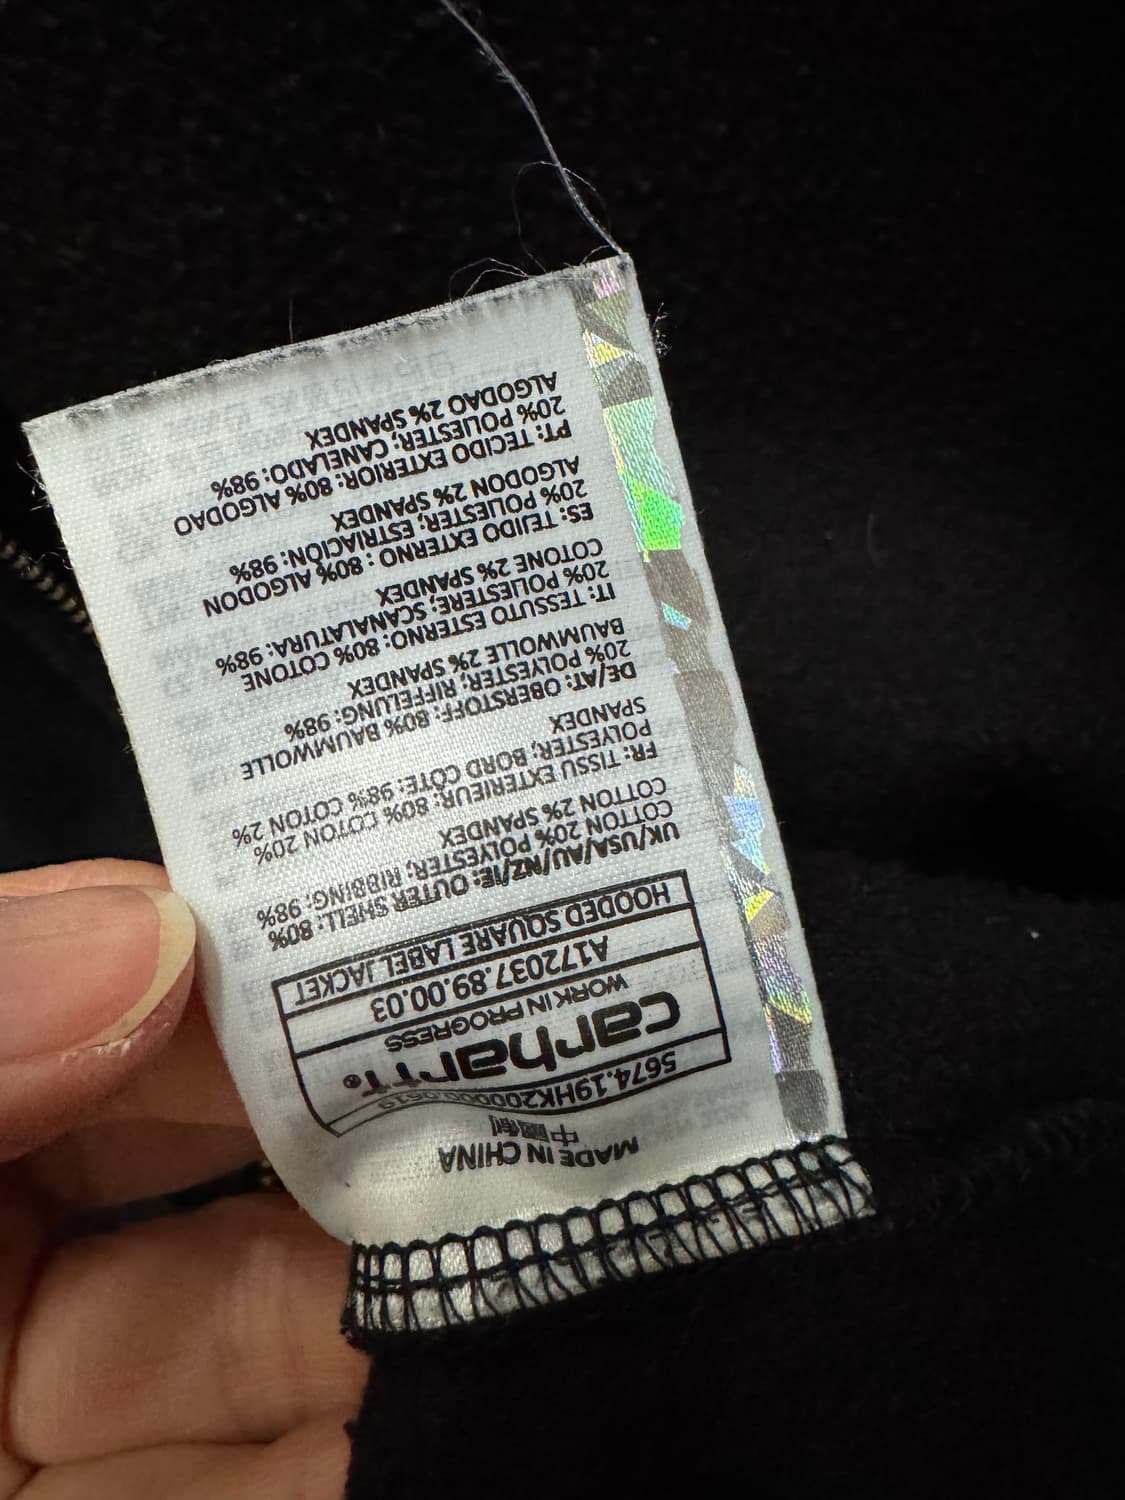 MADE IN CHINA
中國製
5674.19HK200000.0619
carhartt®
WORK IN PROGRESS
A172037.89.00.03
HOODED SQUARE LABEL JACKET
UK/USA/AU/NZ/IE: OUTER SHELL: 80%
COTTON 20% POLYESTER; RIBBING: 98%
COTTON 2% SPANDEX
FR: TISSU EXTERIEUR: 80% COTON 20%
POLYESTER; BORD CÔTE: 98% COTON 2%
SPANDEX
DE/AT: OBERSTOFF: 80% BAUMWOLLE
20% POLYESTER; RIFFELUNG: 98%
BAUMWOLLE 2% SPANDEX
IT: TESSUTO ESTERNO: 80% COTONE
20% POLIESTERE; SCANALATURA: 98%
COTONE 2% SPANDEX
ES: TEJIDO EXTERNO : 80% ALGODON
20% POLIESTER; ESTRIACIÓN: 98%
ALGODON 2% SPANDEX
PT: TECIDO EXTERIOR: 80% ALGODAO
20% POLIESTER; CANELADO: 98%
ALGODAO 2% SPANDEX